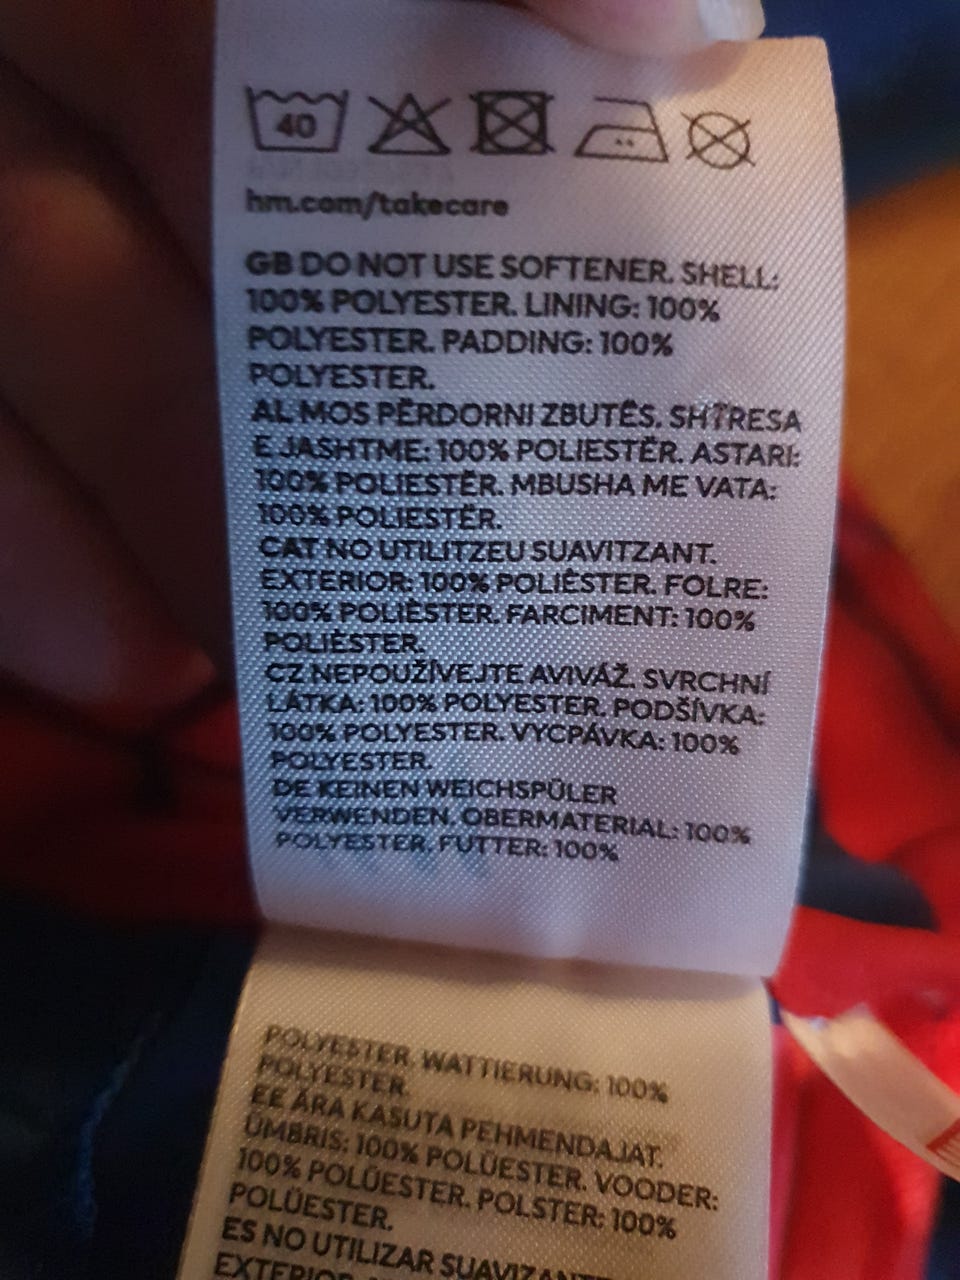 40
hm.com/takecare
GB DO NOT USE SOFTENER. SHELL:
100% POLYESTER. LINING: 100%
POLYESTER. PADDING: 100%
POLYESTER.
AL MOS PËRDORNI ZBUTËS. SHTRESA
E JASHTME: 100% POLIESTËR. ASTARI:
100% POLIESTËR. MBUSHA ME VATA:
100% POLIESTËR.
CAT NO UTILITZEU SUAVITZANT.
EXTERIOR: 100% POLIÈSTER. FOLRE:
100% POLIÈSTER. FARCIMENT: 100%
POLIÈSTER.
CZ NEPOUŽÍVEJTE AVIVÁŽ. SVRCHNÍ
LÁTKA: 100% POLYESTER. PODŠÍVKA:
100% POLYESTER. VYCPÁVKA: 100%
POLYESTER.
DE KEINEN WEICHSPÜLER
VERWENDEN. OBERMATERIAL: 100%
POLYESTER. FUTTER: 100%
POLYESTER. WATTIERUNG: 100%
POLYESTER.
EE ÄRA KASUTA PEHMENDAJAT.
ÜMBRIS: 100% POLÜESTER. VOODER:
100% POLÜESTER. POLSTER: 100%
POLÜESTER.
ES NO UTILIZAR SUAVIZANTE
EXTERIOR